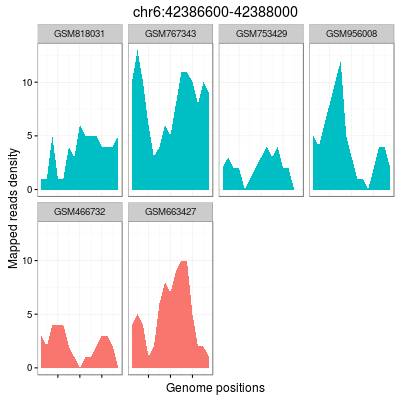 chr6:42386600-42388000
GSM818031 GSM767343 GSM753429 GSM956008
10
5
0
GSM466732 GSM663427
10
5
0
Mapped reads density
Genome positions